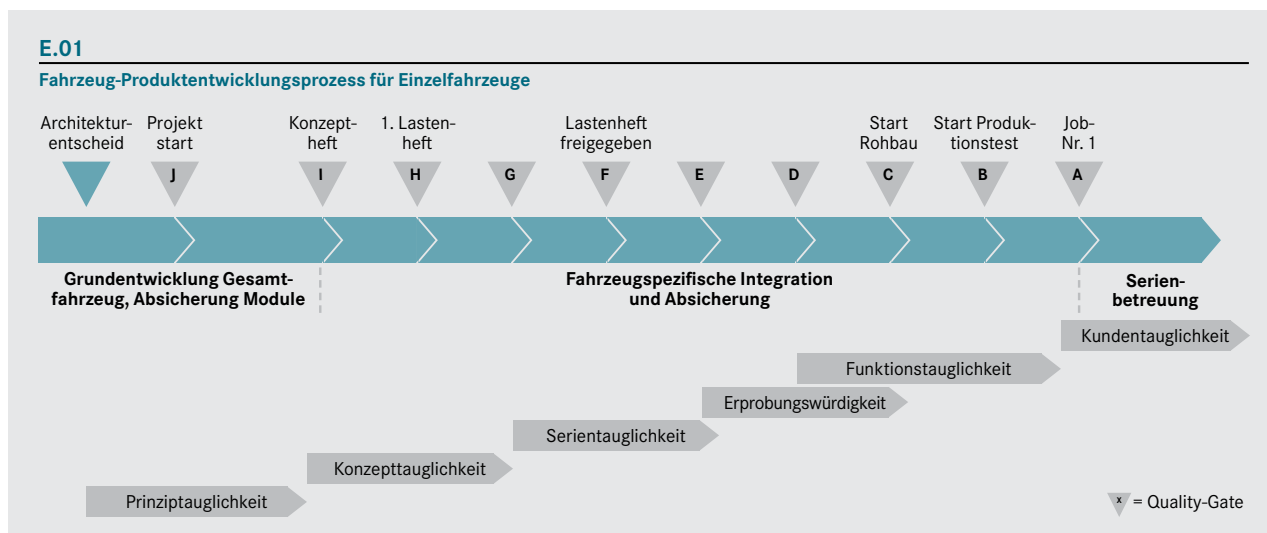 E.01
Fahrzeug-Produktentwicklungsprozess für Einzelfahrzeuge
Architektur-
entscheid
Projekt
start
Konzept-
heft
1. Lasten-
heft
Lastenheft
freigegeben
Start
Rohbau
Start Produk-
tionstest
Job-
Nr. 1
J
I
H
G
F
E
D
C
B
A
Grundentwicklung Gesamt-
fahrzeug, Absicherung Module
Fahrzeugspezifische Integration
und Absicherung
Serien-
betreuung
Kundentauglichkeit
Funktionstauglichkeit
Erprobungswürdigkeit
Serientauglichkeit
Konzepttauglichkeit
Prinziptauglichkeit
x = Quality-Gate